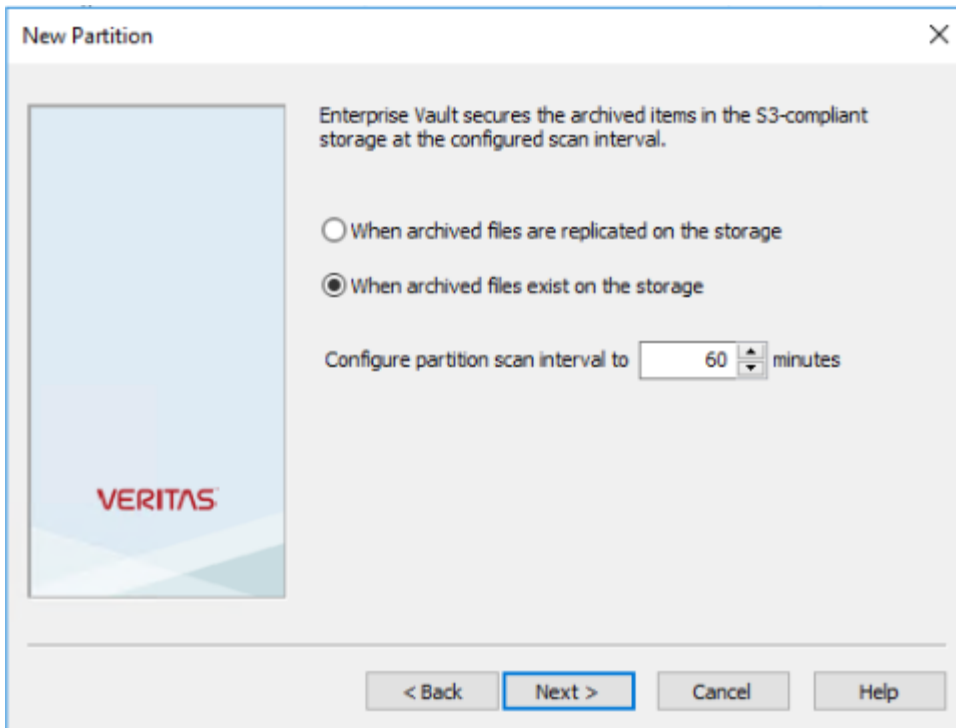 New Partition
Enterprise Vault secures the archived items in the S3-compliant
storage at the configured scan interval.
When archived files are replicated on the storage
When archived files exist on the storage
Configure partition scan interval to 60 minutes
VERITAS
< Back Next > Cancel Help